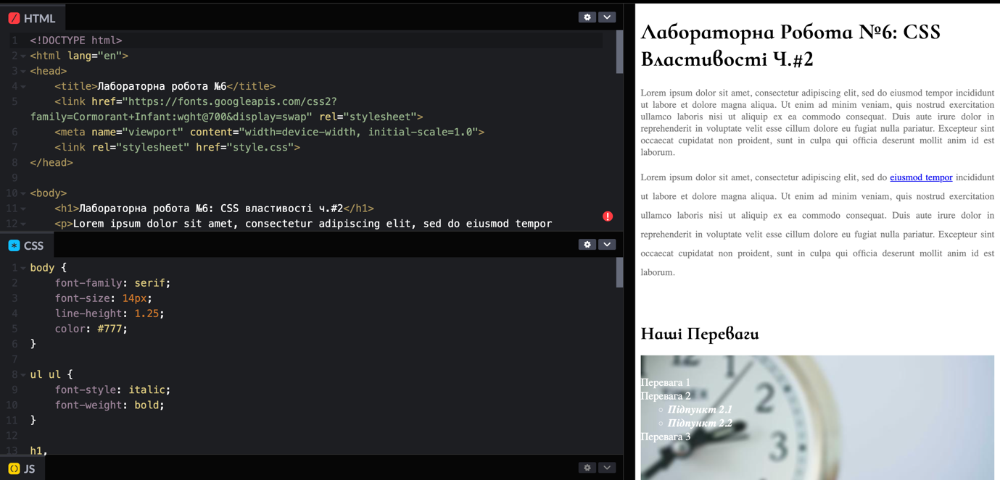 HTML
1 <!DOCTYPE html>
2 <html lang="en">
3 <head>
4 <title>Лабораторна робота №6</title>
5 <link href="https://fonts.googleapis.com/css2?
family=Cormorant+Infant:wght@700&display=swap" rel="stylesheet">
6 <meta name="viewport" content="width=device-width, initial-scale=1.0">
7 <link rel="stylesheet" href="style.css">
8 </head>
9
10 <body>
11 <h1>Лабораторна робота №6: CSS властивості ч.#2</h1>
12 <p>Lorem ipsum dolor sit amet, consectetur adipiscing elit, sed do eiusmod tempor
CSS
1 body {
2 font-family: serif;
3 font-size: 14px;
4 line-height: 1.25;
5 color: #777;
6 }
7
8 ul ul {
9 font-style: italic;
10 font-weight: bold;
11 }
12
13 h1,
JS
Лабораторна Робота №6: CSS
Властивості Ч.#2
Lorem ipsum dolor sit amet, consectetur adipiscing elit, sed do eiusmod tempor incididunt
ut labore et dolore magna aliqua. Ut enim ad minim veniam, quis nostrud exercitation
ullamco laboris nisi ut aliquip ex ea commodo consequat. Duis aute irure dolor in
reprehenderit in voluptate velit esse cillum dolore eu fugiat nulla pariatur. Excepteur sint
occaecat cupidatat non proident, sunt in culpa qui officia deserunt mollit anim id est
laborum.
Lorem ipsum dolor sit amet, consectetur adipiscing elit, sed do eiusmod tempor incididunt
ut labore et dolore magna aliqua. Ut enim ad minim veniam, quis nostrud exercitation
ullamco laboris nisi ut aliquip ex ea commodo consequat. Duis aute irure dolor in
reprehenderit in voluptate velit esse cillum dolore eu fugiat nulla pariatur. Excepteur sint
occaecat cupidatat non proident, sunt in culpa qui officia deserunt mollit anim id est
laborum.
Наші Переваги
12 1
2
3
Перевага 1
Перевага 2
Підпункт 2.1
Підпункт 2.2
Перевага 3